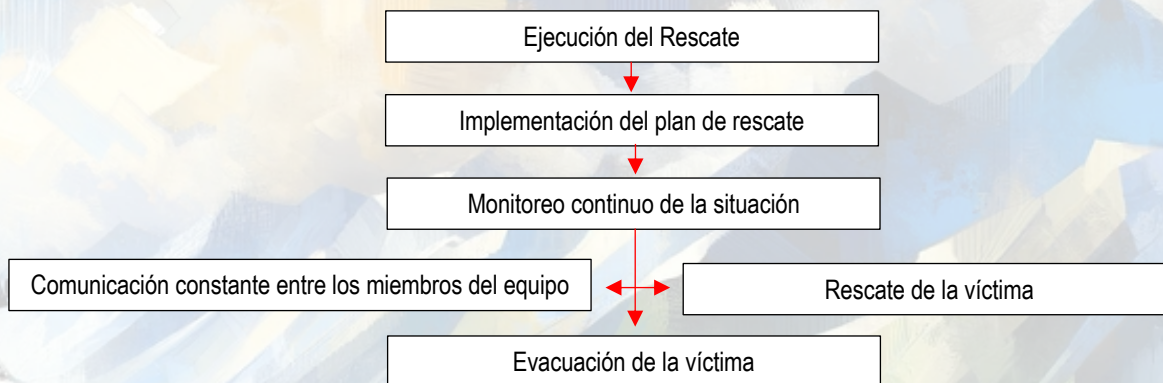 Ejecución del Rescate
Implementación del plan de rescate
Monitoreo continuo de la situación
Comunicación constante entre los miembros del equipo
Rescate de la víctima
Evacuación de la víctima